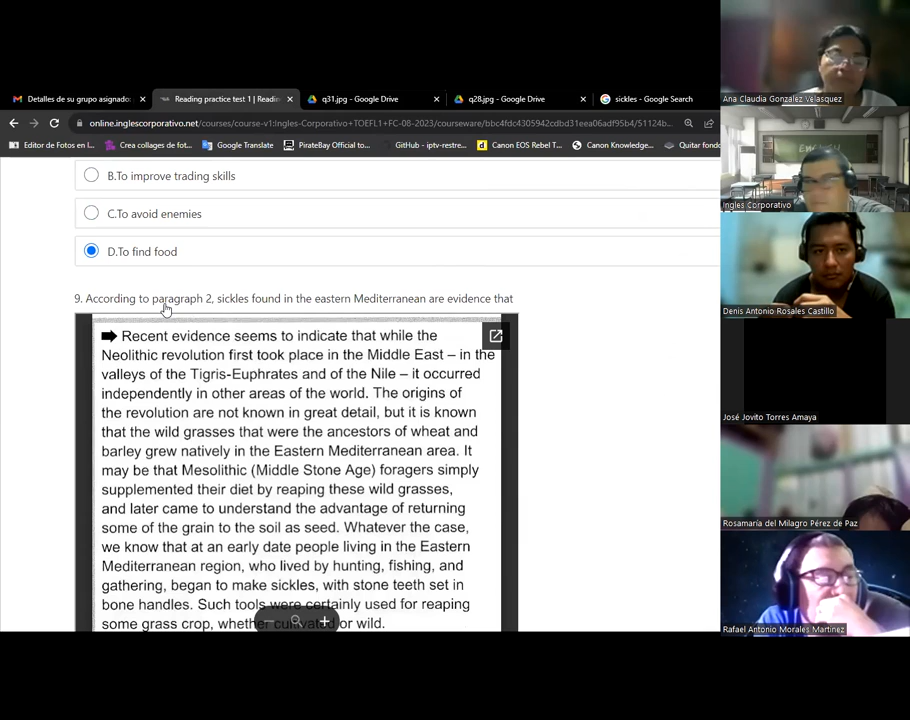 Detalles de su grupo asignado
Reading practice test 1 | Readin
q31.jpg - Google Drive
q28.jpg - Google Drive
sickles - Google Search
online.inglescorporativo.net/courses/course-v1:Ingles-Corporativo+TOEFL1+FC-08-2023/courseware/bbc4fdc4305942cdbd31eea06adf95b4/51124b...
Editor de Fotos en l...
Crea collages de fot...
Google Translate
PirateBay Official to...
GitHub - iptv-restre...
Canon EOS Rebel T...
Canon Knowledge...
Quitar fondo
B.To improve trading skills
C.To avoid enemies
D.To find food
9. According to paragraph 2, sickles found in the eastern Mediterranean are evidence that
Recent evidence seems to indicate that while the
Neolithic revolution first took place in the Middle East – in the
valleys of the Tigris-Euphrates and of the Nile – it occurred
independently in other areas of the world. The origins of
the revolution are not known in great detail, but it is known
that the wild grasses that were the ancestors of wheat and
barley grew natively in the Eastern Mediterranean area. It
may be that Mesolithic (Middle Stone Age) foragers simply
supplemented their diet by reaping these wild grasses,
and later came to understand the advantage of returning
some of the grain to the soil as seed. Whatever the case,
we know that at an early date people living in the Eastern
Mediterranean region, who lived by hunting, fishing, and
gathering, began to make sickles, with stone teeth set in
bone handles. Such tools were certainly used for reaping
some grass crop, whether cultivated or wild.
Ana Claudia Gonzalez Velasquez
ENGLISH
Ingles Corporativo
Denis Antonio Rosales Castillo
José Jovito Torres Amaya
Rosamaría del Milagro Pérez de Paz
Rafael Antonio Morales Martinez